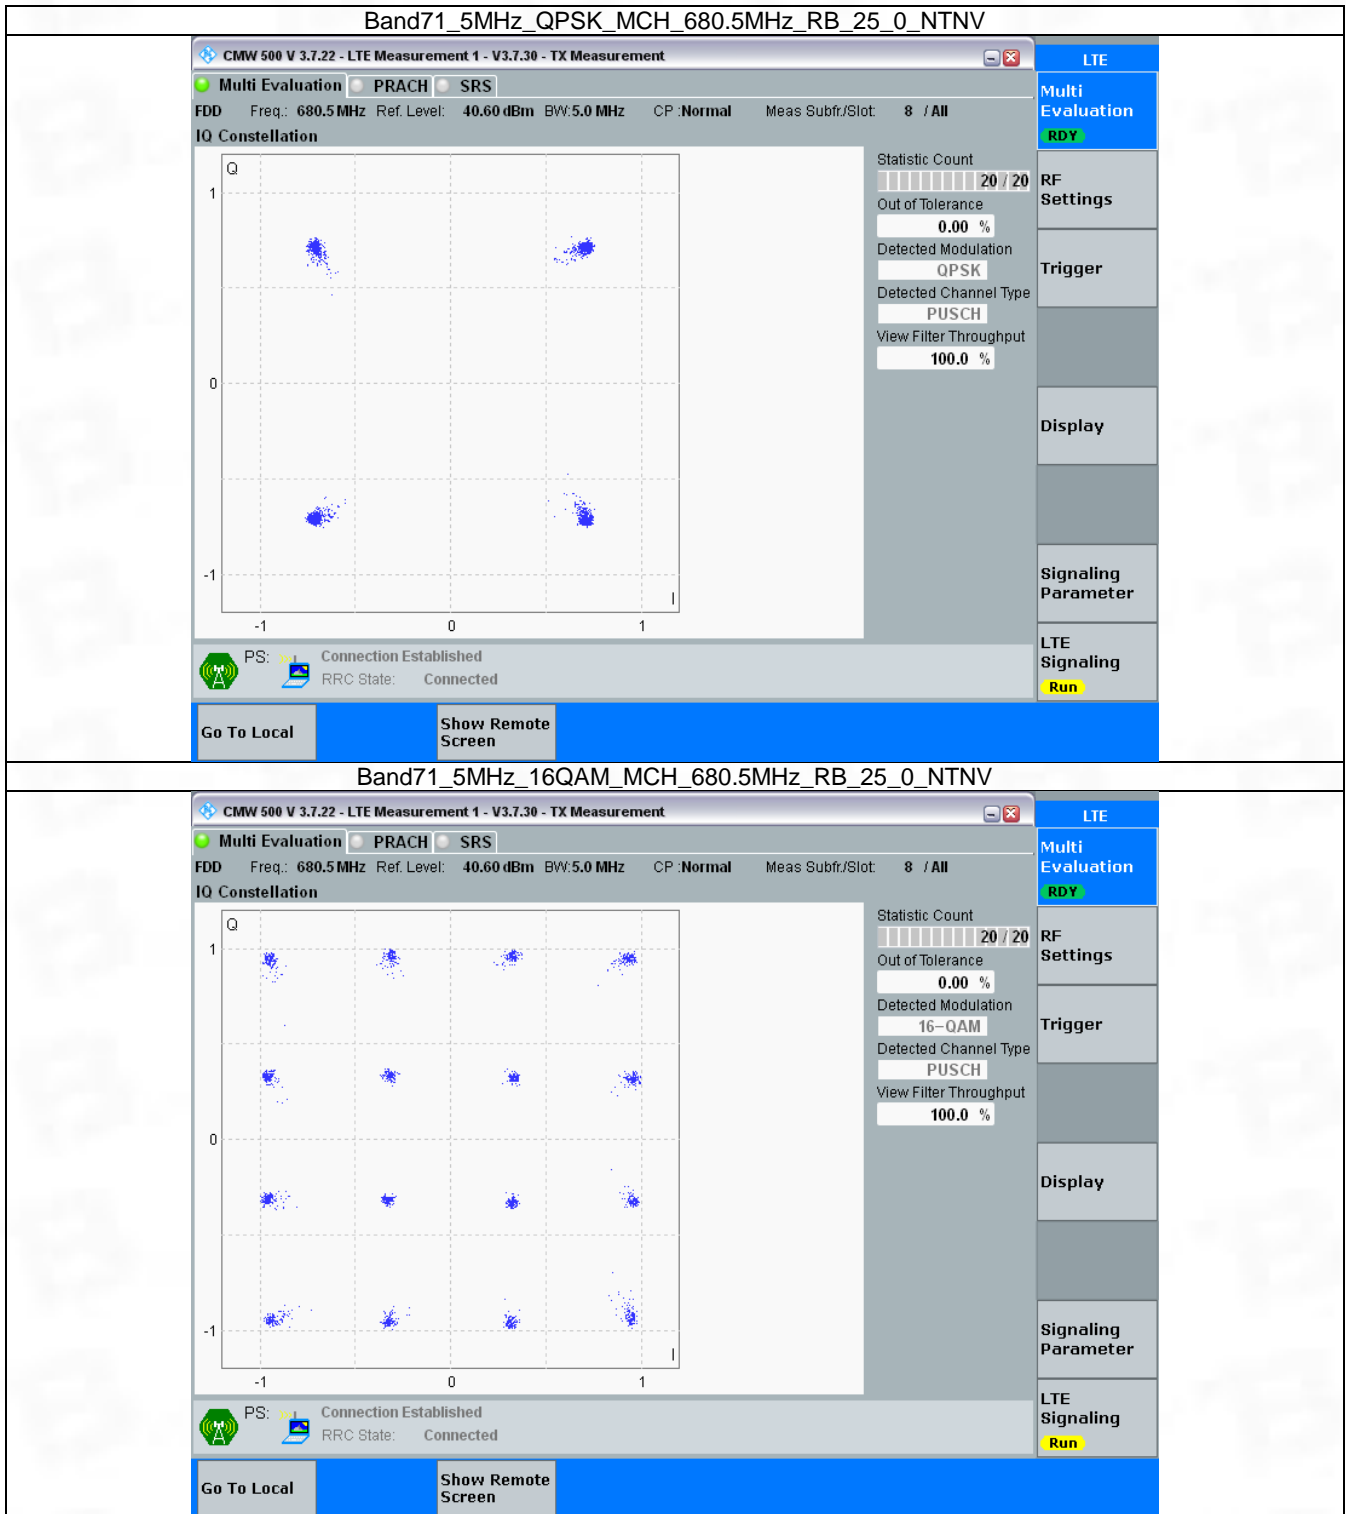 Band71_5MHz_QPSK_MCH_680.5MHz_RB_25_0_NTNV
CMW 500 V 3.7.22 - LTE Measurement 1 - V3.7.30 - TX Measurement
LTE
Multi Evaluation PRACH SRS
Multi
Evaluation
RDY
FDD Freq.: 680.5 MHz Ref. Level: 40.60 dBm BW: 5.0 MHz CP : Normal Meas Subfr./Slot: 8 / All
IQ Constellation
Q
1
0
-1
I
-1 0 1
Statistic Count
20 / 20
Out of Tolerance
0.00 %
Detected Modulation
QPSK
Detected Channel Type
PUSCH
View Filter Throughput
100.0 %
RF
Settings
Trigger
Display
Signaling
Parameter
LTE
Signaling
Run
PS: Connection Established
RRC State: Connected
Go To Local
Show Remote
Screen
Band71_5MHz_16QAM_MCH_680.5MHz_RB_25_0_NTNV
CMW 500 V 3.7.22 - LTE Measurement 1 - V3.7.30 - TX Measurement
LTE
Multi Evaluation PRACH SRS
Multi
Evaluation
RDY
FDD Freq.: 680.5 MHz Ref. Level: 40.60 dBm BW: 5.0 MHz CP : Normal Meas Subfr./Slot: 8 / All
IQ Constellation
Q
1
0
-1
I
-1 0 1
Statistic Count
20 / 20
Out of Tolerance
0.00 %
Detected Modulation
16-QAM
Detected Channel Type
PUSCH
View Filter Throughput
100.0 %
RF
Settings
Trigger
Display
Signaling
Parameter
LTE
Signaling
Run
PS: Connection Established
RRC State: Connected
Go To Local
Show Remote
Screen